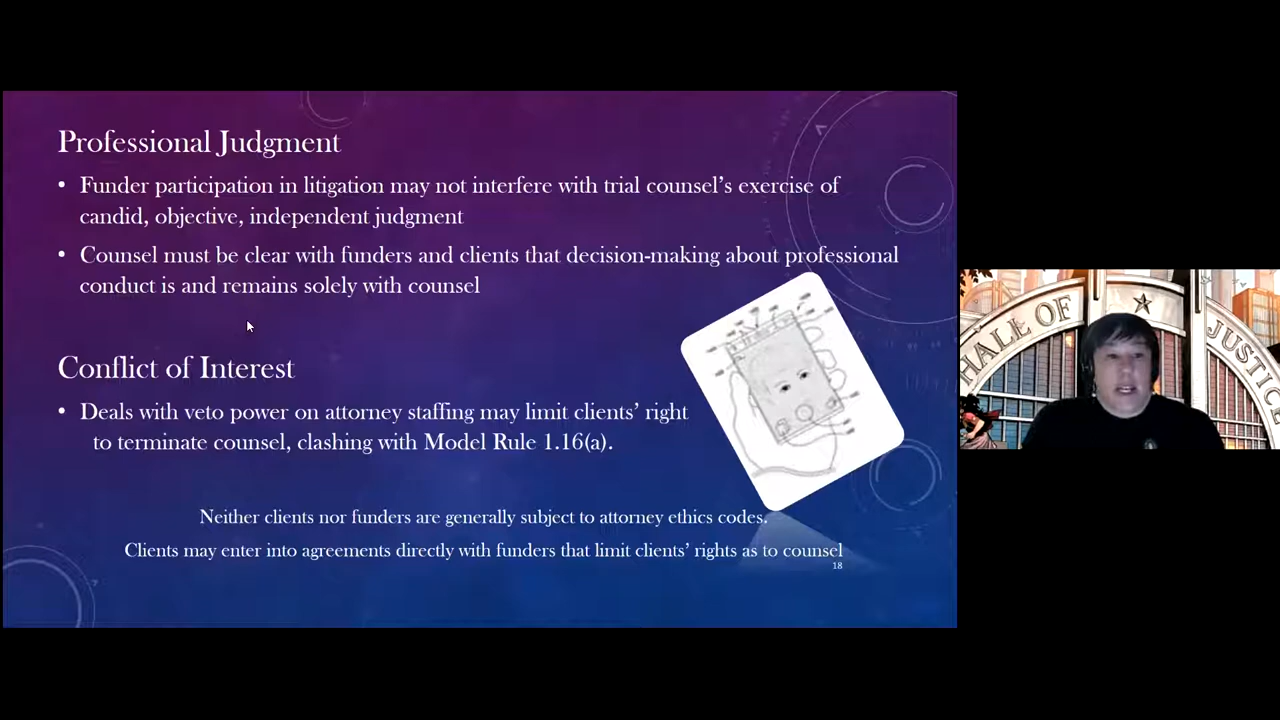 Professional Judgment
• Funder participation in litigation may not interfere with trial counsel’s exercise of
candid, objective, independent judgment
• Counsel must be clear with funders and clients that decision-making about professional
conduct is and remains solely with counsel
Conflict of Interest
• Deals with veto power on attorney staffing may limit clients’ right
to terminate counsel, clashing with Model Rule 1.16(a).
Neither clients nor funders are generally subject to attorney ethics codes.
Clients may enter into agreements directly with funders that limit clients’ rights as to counsel
18
HALL OF
JUSTICE